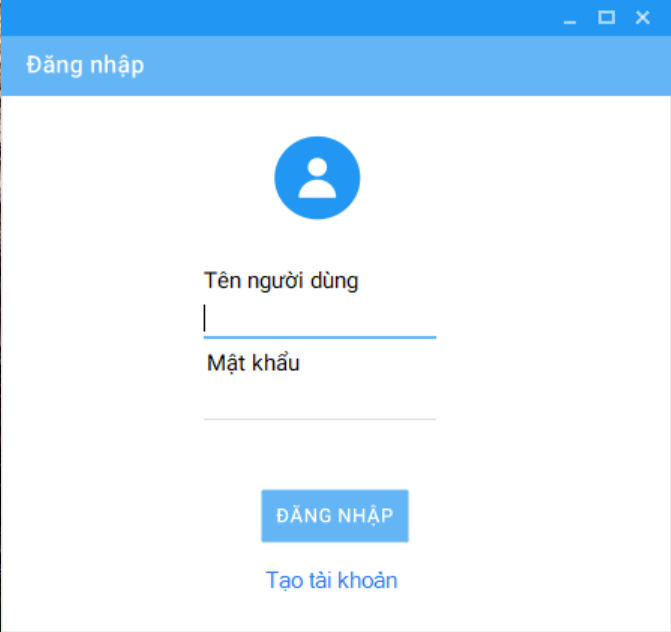 Đăng nhập
Tên người dùng
Mật khẩu
ĐĂNG NHẬP
Tạo tài khoản